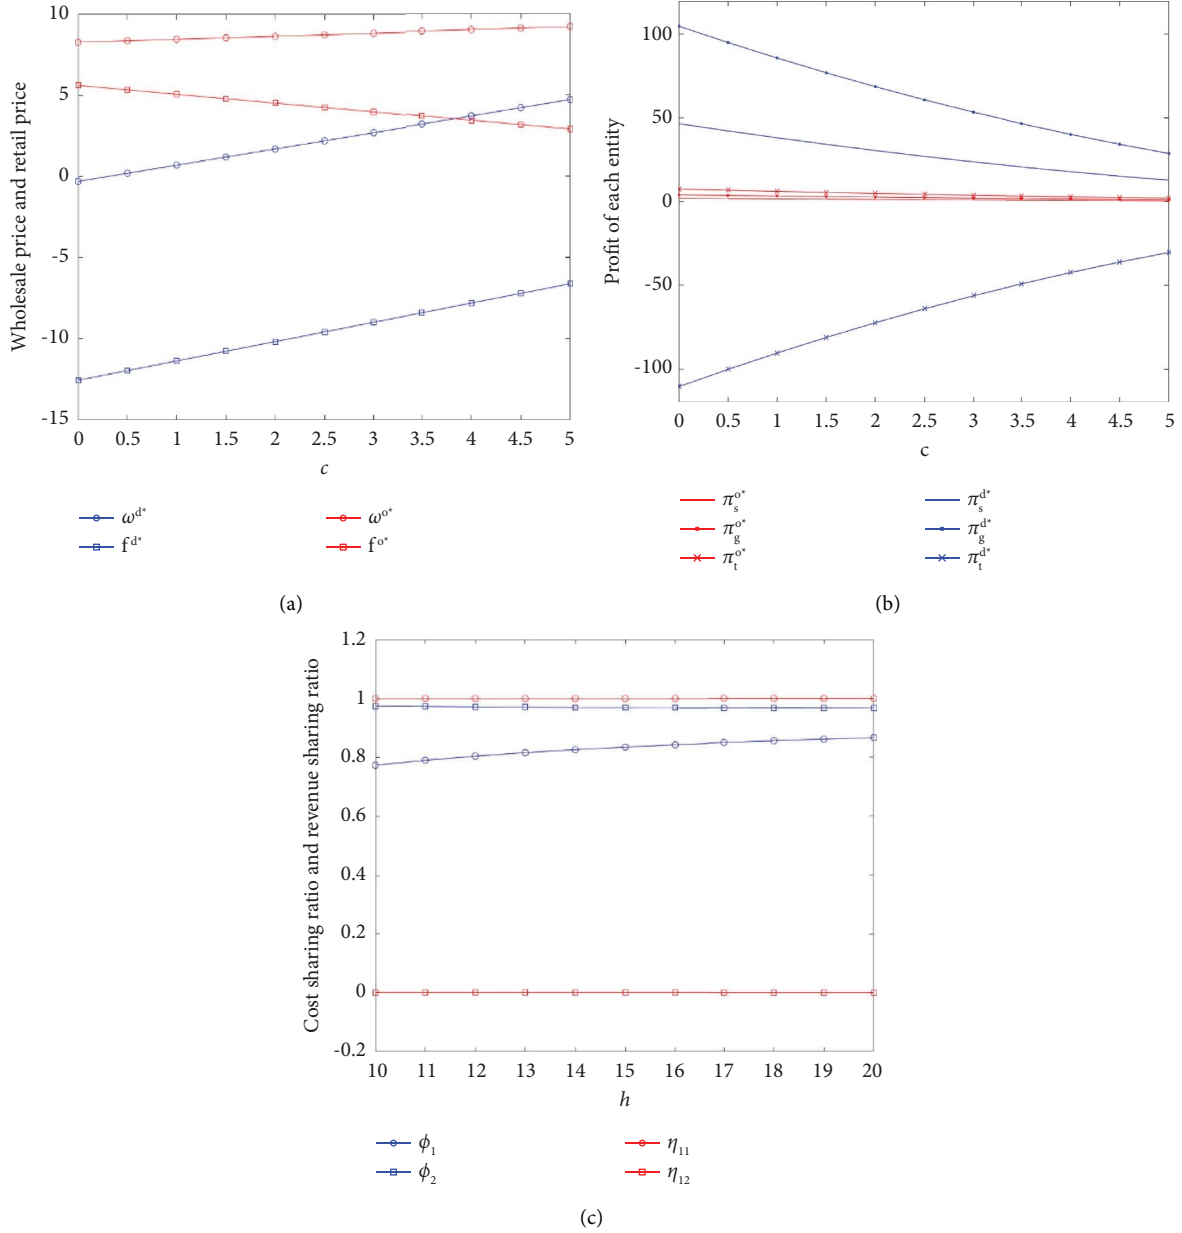 Wholesale price and retail price
10
5
0
-5
-10
-15
0 0.5 1 1.5 2 2.5 3 3.5 4 4.5 5
c
ω^d* ω^o*
f^d* f^o*
(a)
Profit of each entity
100
50
0
-50
-100
0 0.5 1 1.5 2 2.5 3 3.5 4 4.5 5
c
π_s^o* π_s^d*
π_g^o* π_g^d*
π_t^o* π_t^d*
(b)
Cost sharing ratio and revenue sharing ratio
1.2
1
0.8
0.6
0.4
0.2
0
-0.2
10 11 12 13 14 15 16 17 18 19 20
h
ϕ_1 η_11
ϕ_2 η_12
(c)